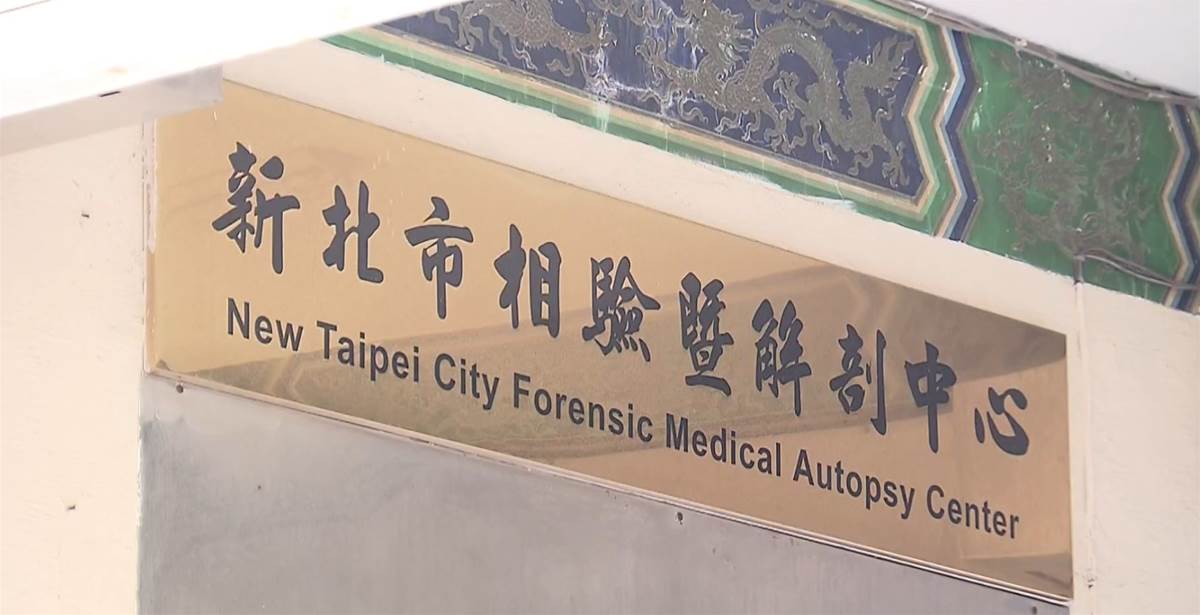 新北市相驗暨解剖中心
New Taipei City Forensic Medical Autopsy Center